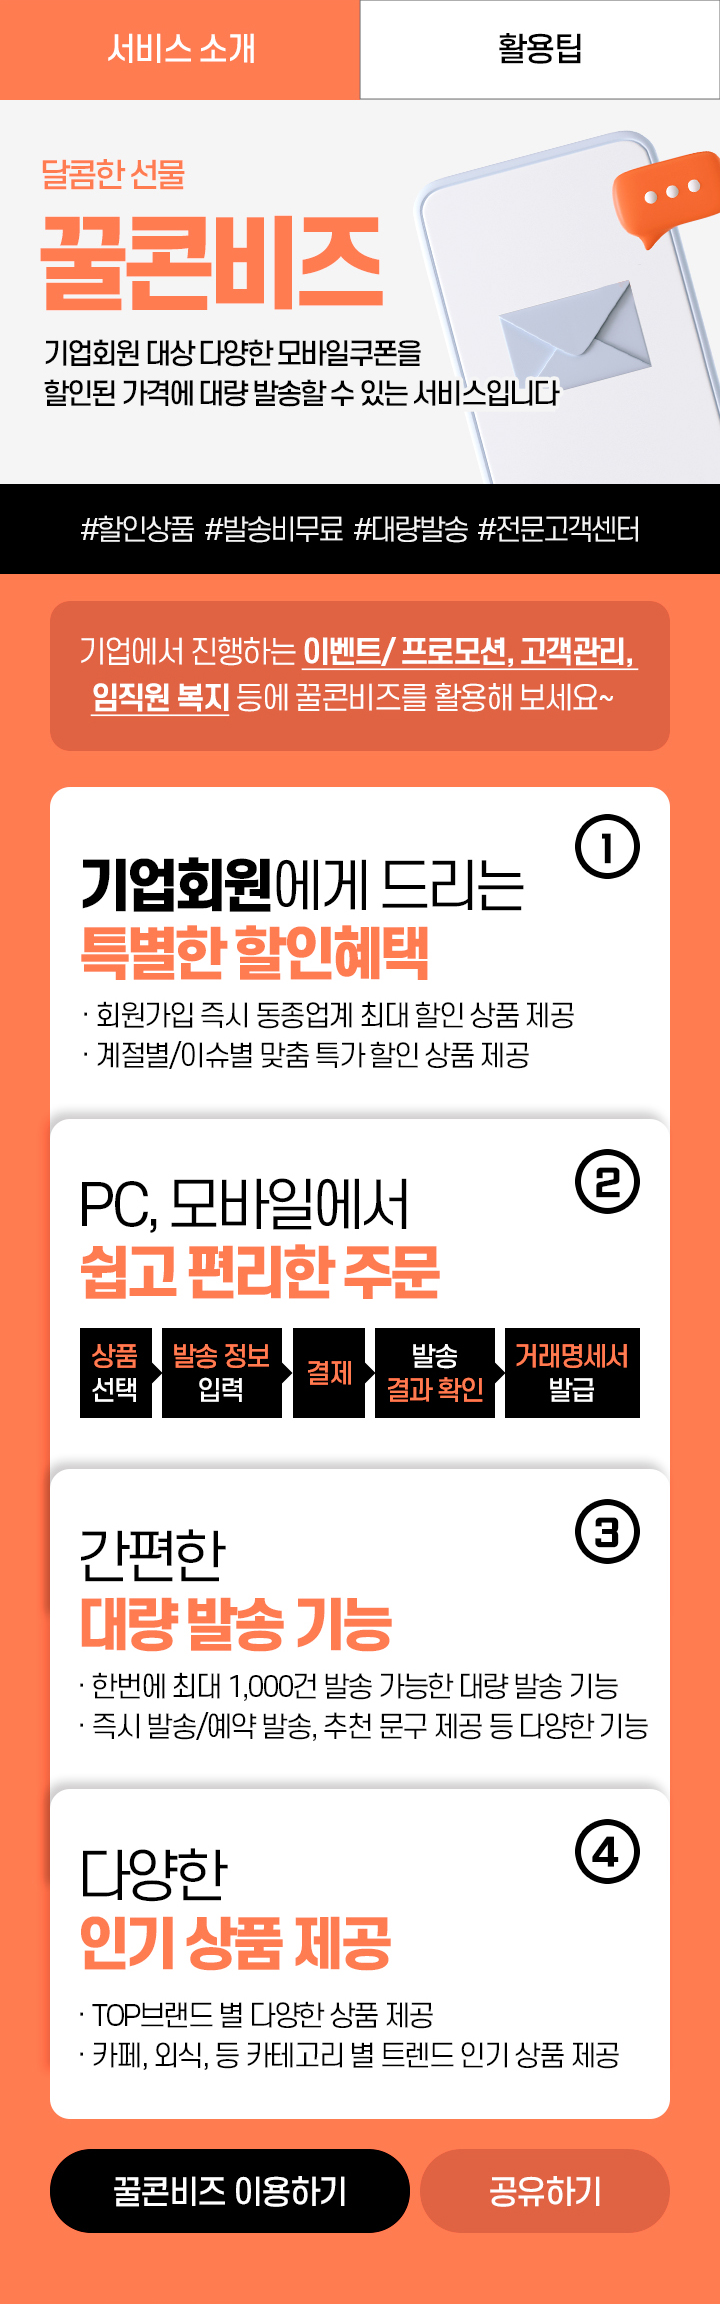 서비스 소개
활용팁
달콤한 선물
꿀콘비즈
기업회원 대상 다양한 모바일쿠폰을
할인된 가격에 대량 발송할 수 있는 서비스입니다
#할인상품 #발송비무료 #대량발송 #전문고객센터
기업에서 진행하는 이벤트/ 프로모션, 고객관리,
임직원 복지 등에 꿀콘비즈를 활용해 보세요~
1
기업회원에게 드리는
특별한 할인혜택
· 회원가입 즉시 동종업계 최대 할인 상품 제공
· 계절별/이슈별 맞춤 특가 할인 상품 제공
2
PC, 모바일에서
쉽고 편리한 주문
상품
선택
발송 정보
입력
결제
발송
결과 확인
거래명세서
발급
3
간편한
대량 발송 기능
· 한번에 최대 1,000건 발송 가능한 대량 발송 기능
· 즉시 발송/예약 발송, 추천 문구 제공 등 다양한 기능
4
다양한
인기 상품 제공
· TOP브랜드 별 다양한 상품 제공
· 카페, 외식, 등 카테고리 별 트렌드 인기 상품 제공
꿀콘비즈 이용하기
공유하기